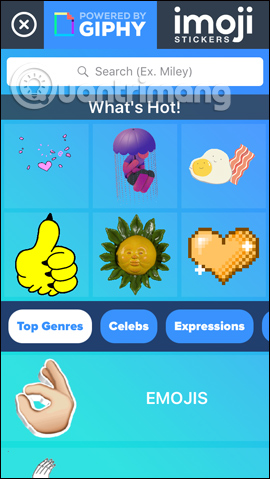 POWERED BY
GIPHY
imoji
STICKERS
Search (Ex. Miley)
Quantrimang
What's Hot!
Top Genres
Celebs
Expressions
EMOJIS